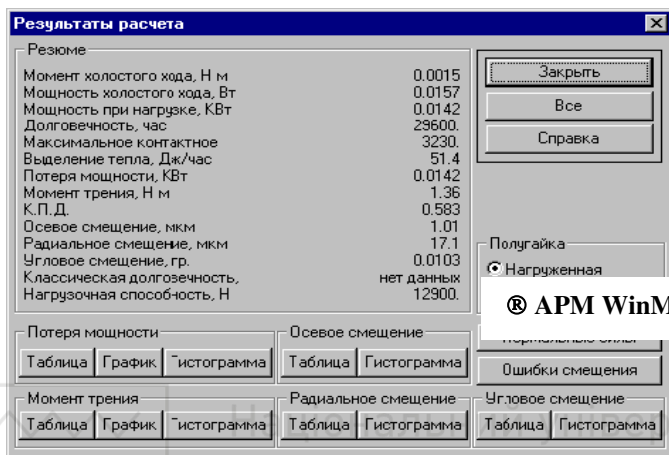 Результаты расчета
Резюме
Момент холостого хода, Н м 0.0015
Мощность холостого хода, Вт 0.0157
Мощность при нагрузке, КВт 0.0142
Долговечность, час 29600.
Максимальное контактное 3230.
Выделение тепла, Дж/час 51.4
Потеря мощности, КВт 0.0142
Момент трения, Н м 1.36
К.П.Д. 0.583
Осевое смещение, мкм 1.01
Радиальное смещение, мкм 17.1
Угловое смещение, гр. 0.0103
Классическая долговечность, нет данных
Нагрузочная способность, Н 12900.
Закрыть
Все
Справка
Полугайка
Нагруженная
® APM WinM
Нормальные силы
Ошибки смещения
Потеря мощности
Таблица График Гистограмма
Осевое смещение
Таблица Гистограмма
Момент трения
Таблица График Гистограмма
Радиальное смещение
Таблица Гистограмма
Угловое смещение
Таблица Гистограмма